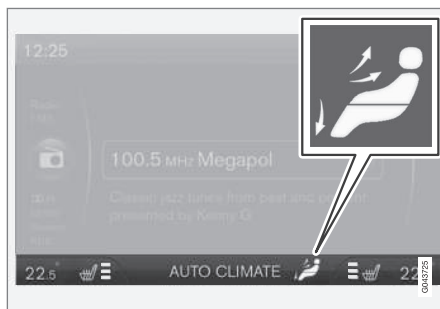 12:25
Radio
100.5 MHz Megapol
Classic jazz tunes from past and present
presented by Kenny G
22.5°
AUTO CLIMATE
22
G043725